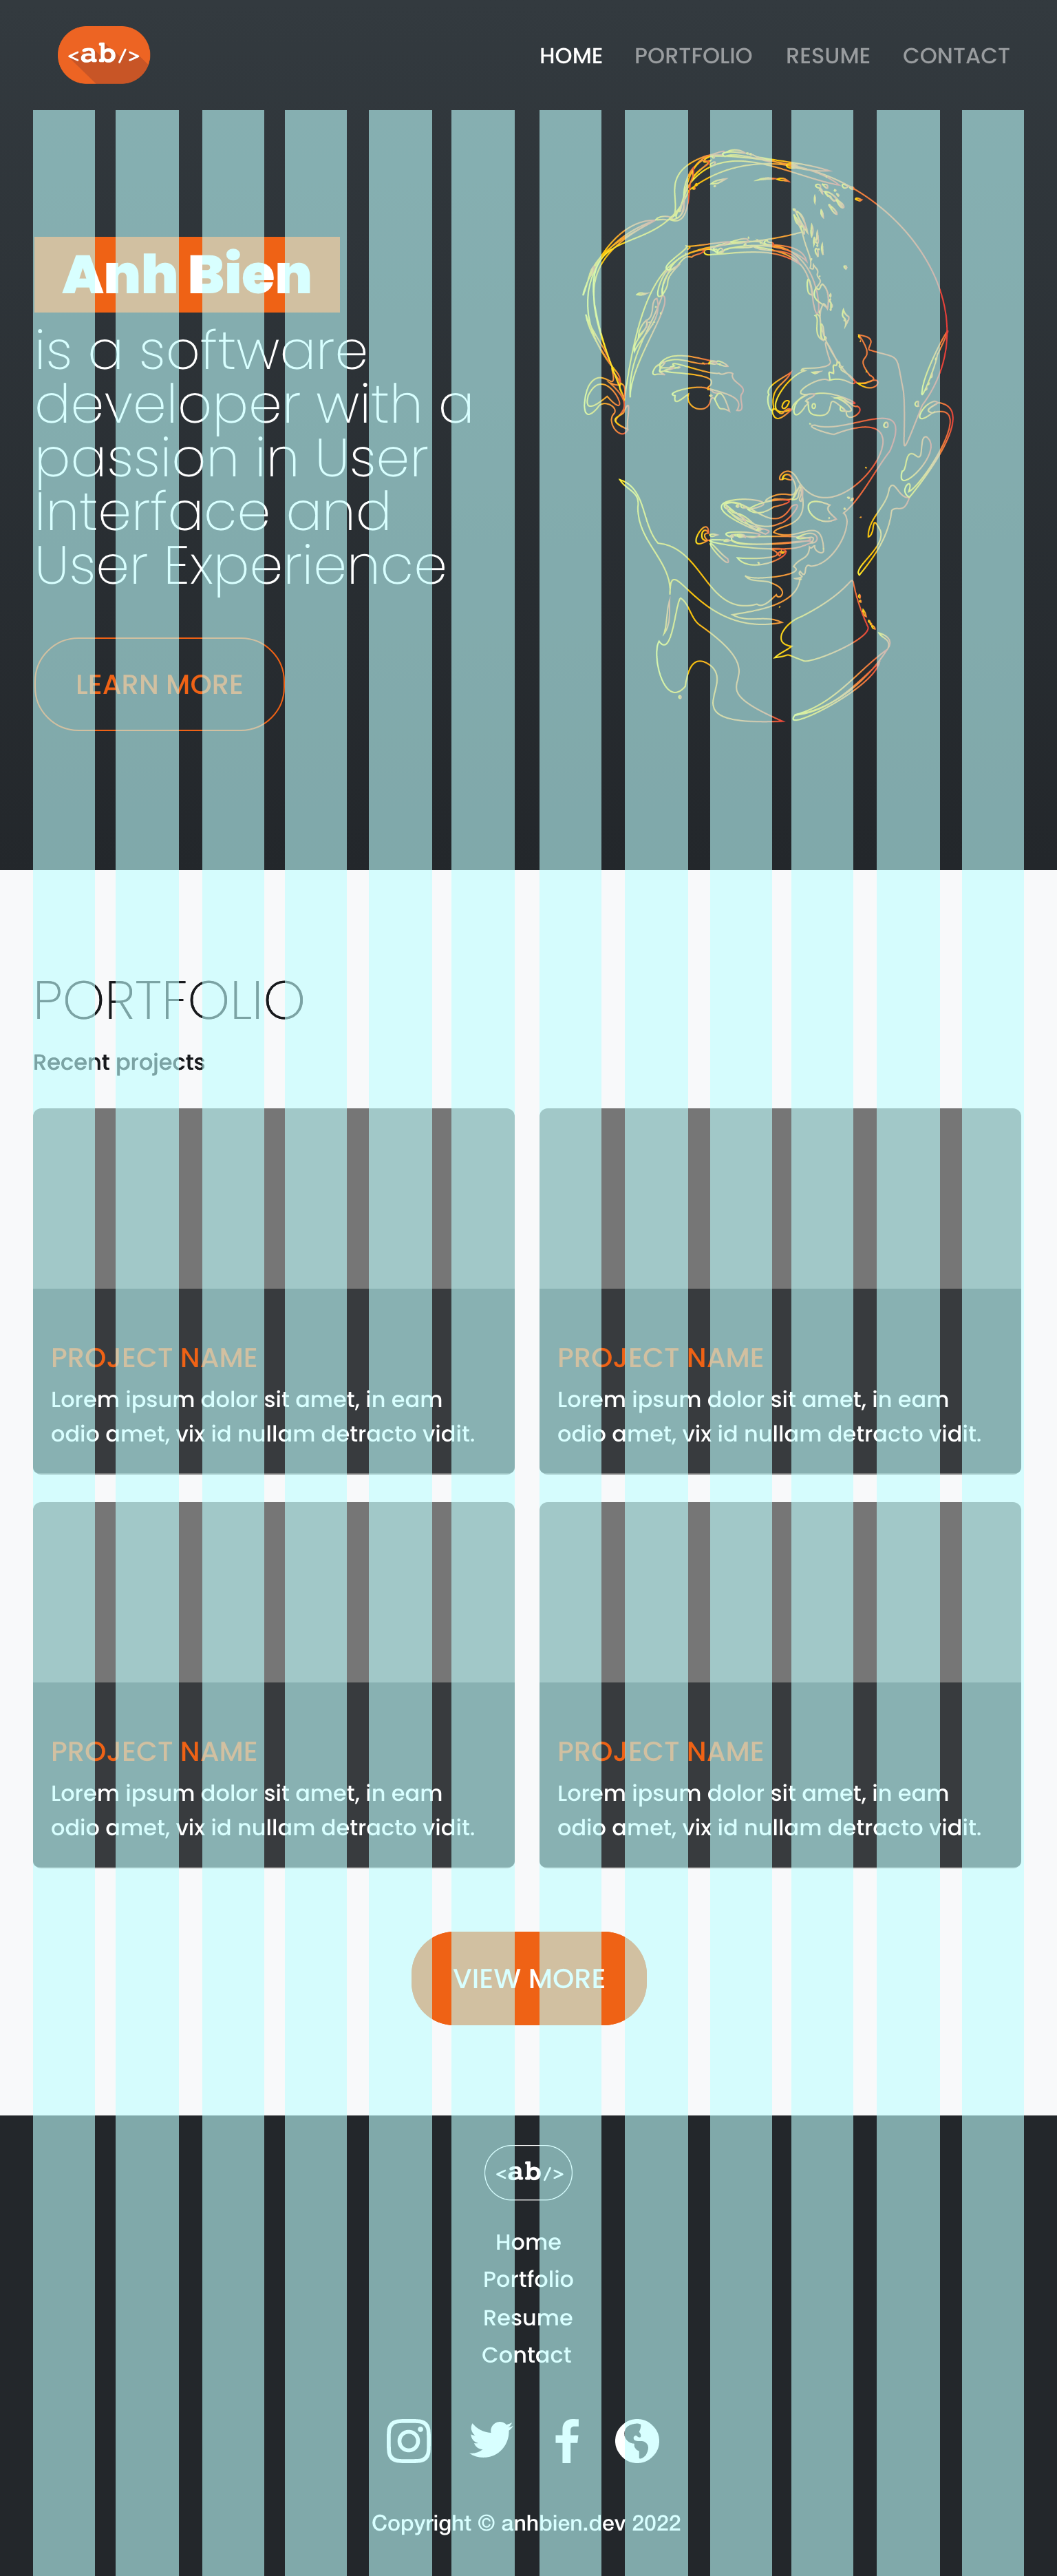 <ab/>
HOME PORTFOLIO RESUME CONTACT
Anh Bien
is a software
developer with a
passion in User
Interface and
User Experience
LEARN MORE
PORTFOLIO
Recent projects
PROJECT NAME
Lorem ipsum dolor sit amet, in eam
odio amet, vix id nullam detracto vidit.
PROJECT NAME
Lorem ipsum dolor sit amet, in eam
odio amet, vix id nullam detracto vidit.
PROJECT NAME
Lorem ipsum dolor sit amet, in eam
odio amet, vix id nullam detracto vidit.
PROJECT NAME
Lorem ipsum dolor sit amet, in eam
odio amet, vix id nullam detracto vidit.
VIEW MORE
<ab/>
Home
Portfolio
Resume
Contact
Copyright © anhbien.dev 2022